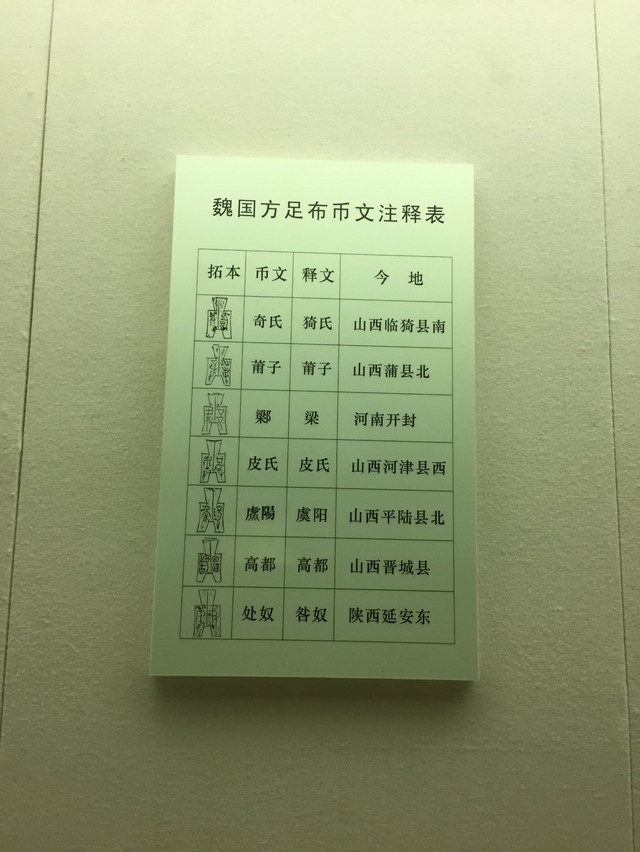 魏国方足布币文注释表
拓本 币文 释文 今 地
奇氏 猗氏 山西临猗县南
莆子 莆子 山西蒲县北
梁 河南开封
皮氏 皮氏 山西河津县西
陽 虞阳 山西平陆县北
高都 高都 山西晋城县
处奴 咎奴 陕西延安东